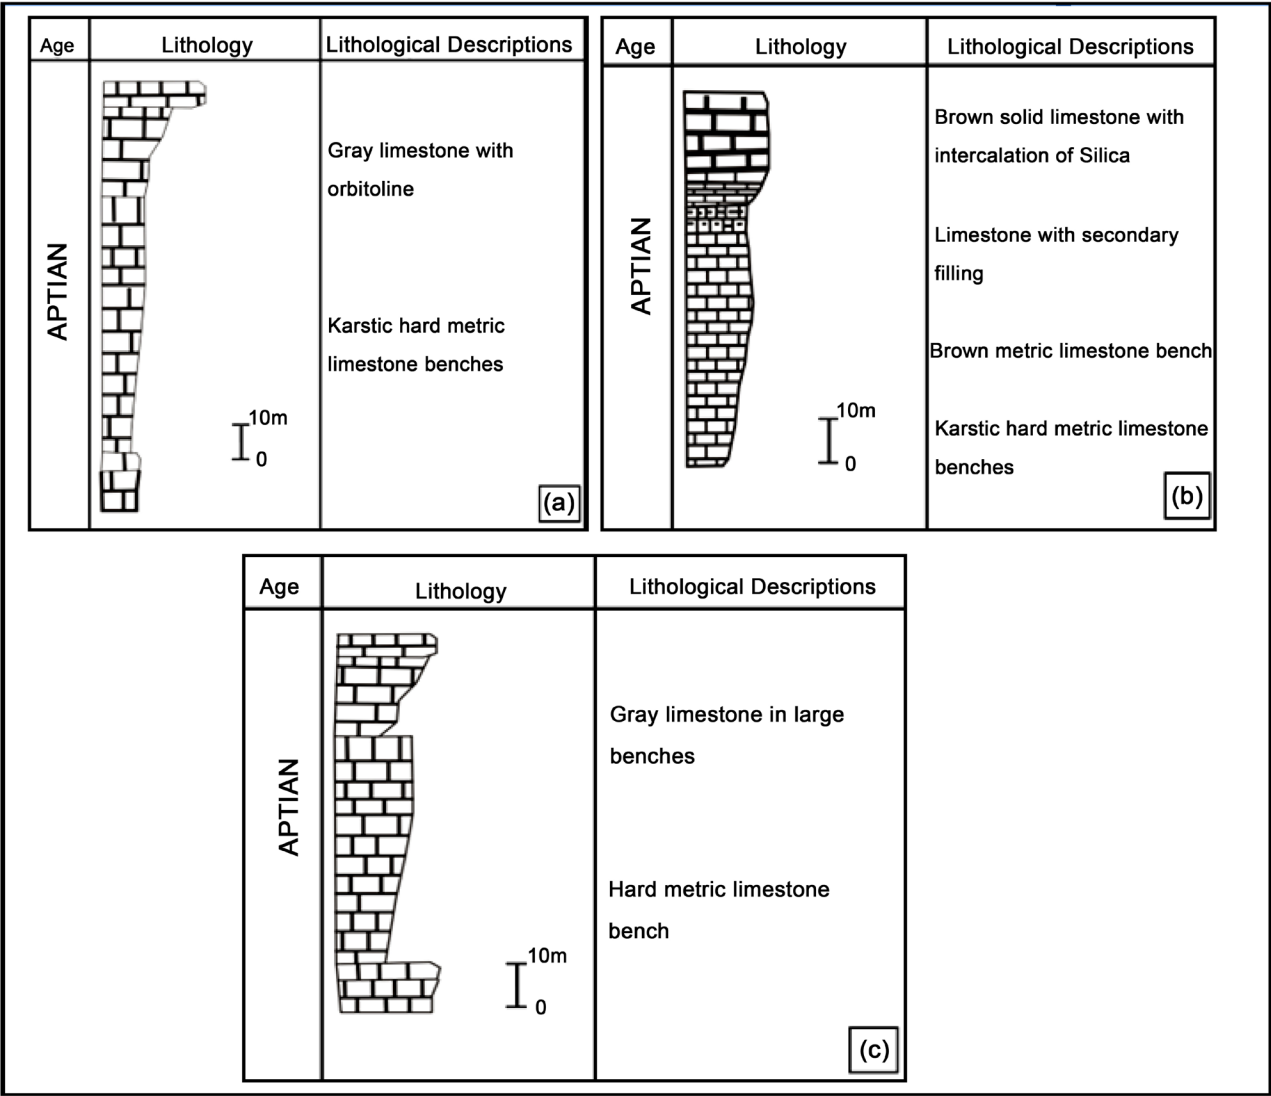 Age
Lithology
Lithological Descriptions
APTIAN
Gray limestone with
orbitoline
Karstic hard metric
limestone benches
10m
0
(a)
Age
Lithology
Lithological Descriptions
APTIAN
Brown solid limestone with
intercalation of Silica
Limestone with secondary
filling
Brown metric limestone bench
Karstic hard metric limestone
benches
10m
0
(b)
Age
Lithology
Lithological Descriptions
APTIAN
Gray limestone in large
benches
Hard metric limestone
bench
10m
0
(c)